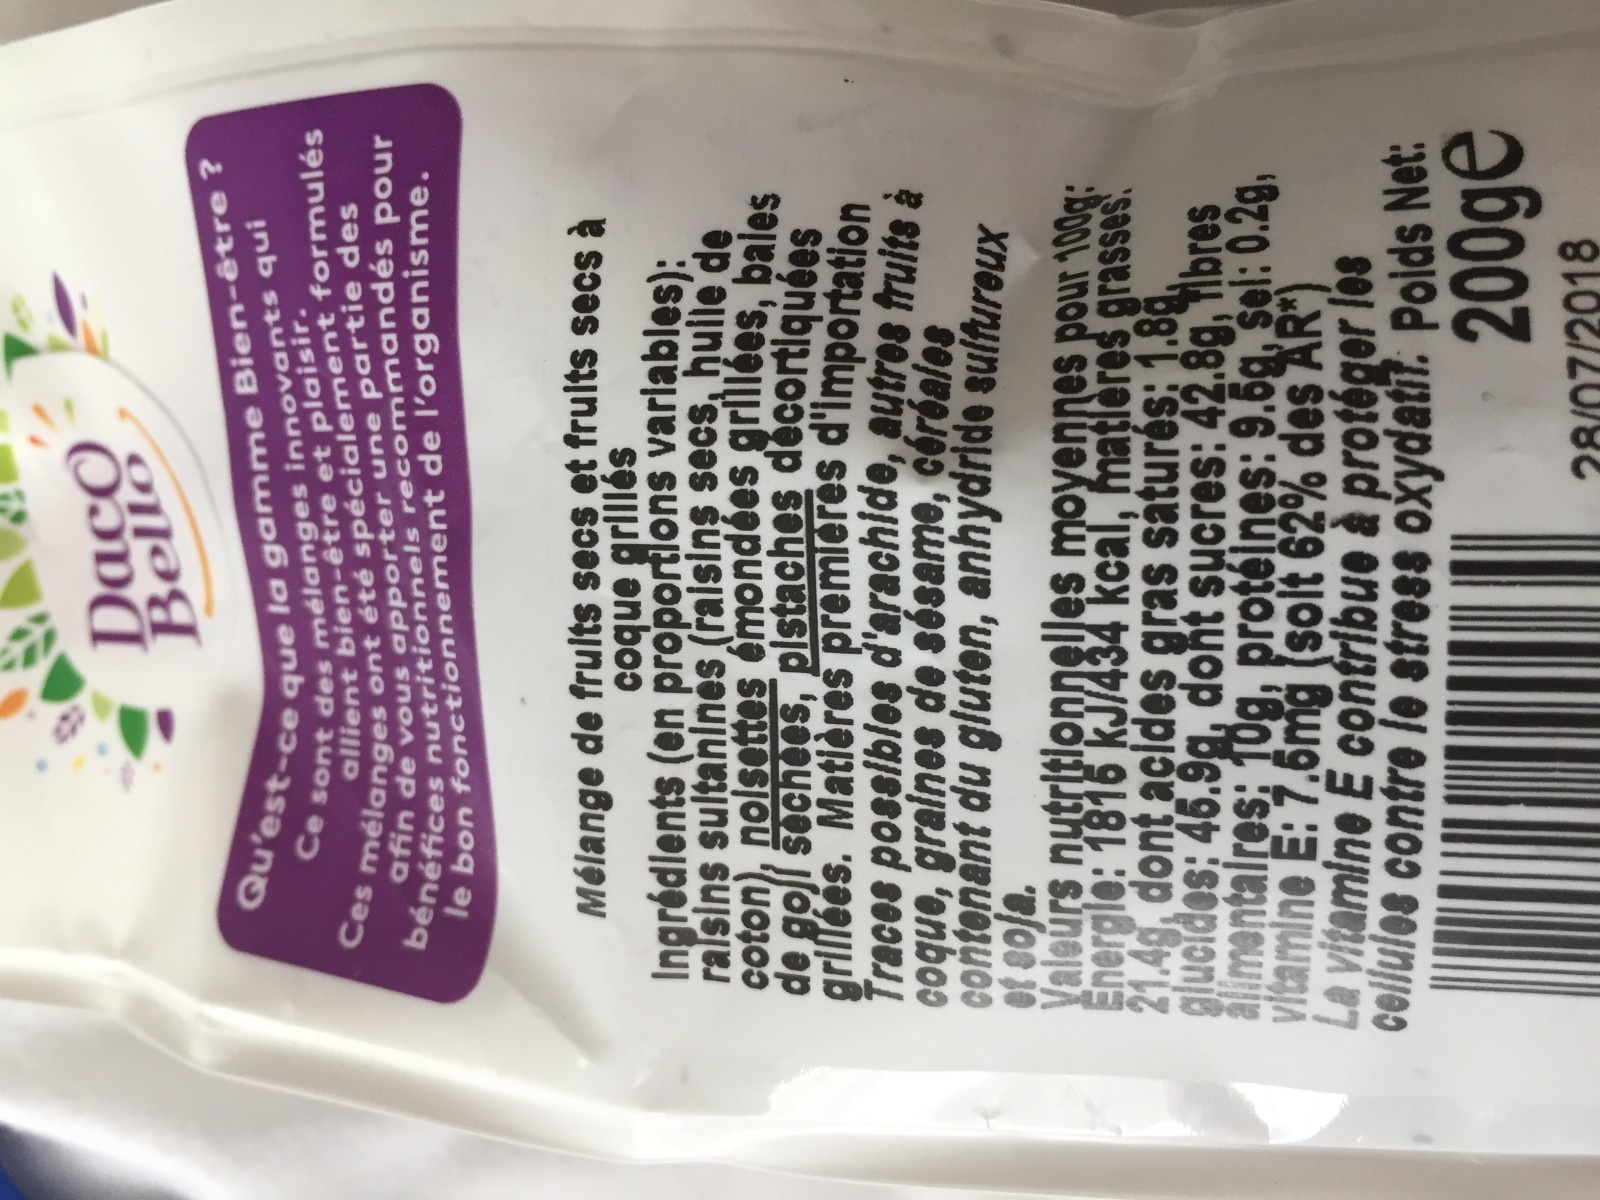 Daco
Bello
Qu'est-ce que la gamme Bien-être ?
Ce sont des mélanges innovants qui
allient bien-être et plaisir.
Ces mélanges ont été spécialement formulés
afin de vous apporter une partie des
bénéfices nutritionnels recommandés pour
le bon fonctionnement de l'organisme.
Mélange de fruits secs et fruits secs à
coque grillés
Ingrédients (en proportions variables):
raisins sultanines (raisins secs, huile de
coton), noisettes émondées grillées, baies
de goji séchées, pistaches décortiquées
grillées. Matières premières d'importation
Traces possibles d'arachide, autres fruits à
coque, graines de sésame, céréales
contenant du gluten, anhydride sulfureux
et soja.
Valeurs nutritionnelles moyennes pour 100g:
Energie: 1815 kJ/434 kcal, matières grasses:
21.4g, dont acides gras saturés: 1.8g,
glucides: 45.9g, dont sucres: 42.8g, fibres
alimentaires: 10g, protéines: 9.5g, sel: 0.2g,
vitamine E: 7.5mg (soit 62% des AR*)
La vitamine E contribue à protéger les
cellules contre le stress oxydatif. Poids Net:
200ge
28/07/2018